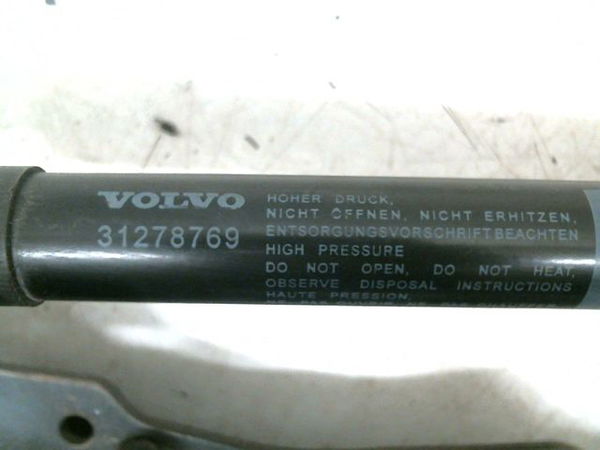 VOLVO
31278769
HOHER DRUCK,
NICHT ÖFFNEN, NICHT ERHITZEN,
ENTSORGUNGSVORSCHRIFT BEACHTEN
HIGH PRESSURE
DO NOT OPEN, DO NOT HEAT,
OBSERVE DISPOSAL INSTRUCTIONS
HAUTE PRESSION,